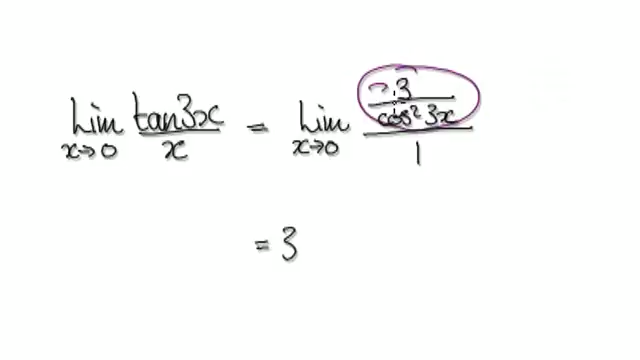 lim x→0 tan3x/x = lim x→0 (3/cos² 3x)/1
= 3